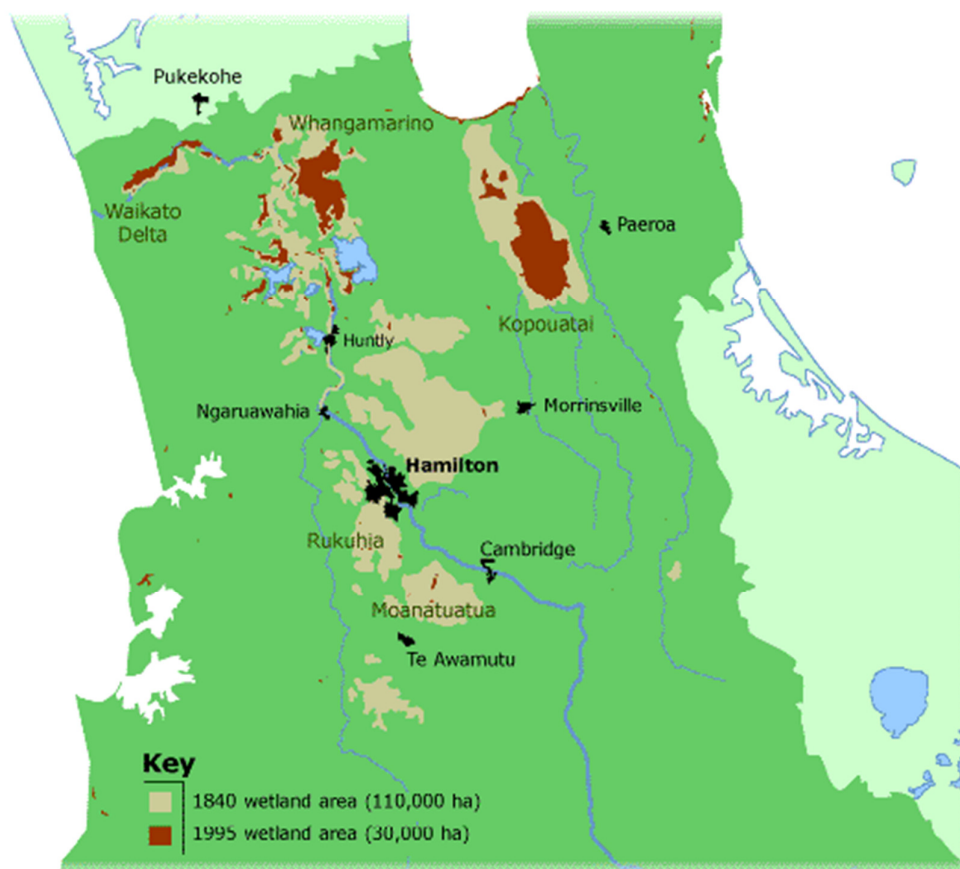 Pukekohe
Whangamarino
Waikato
Delta
Paeroa
Kopouatai
Huntly
Ngaruawahia
Morrinsville
Hamilton
Rukuhia
Cambridge
Moanatuatua
Te Awamutu
Key
1840 wetland area (110,000 ha)
1995 wetland area (30,000 ha)